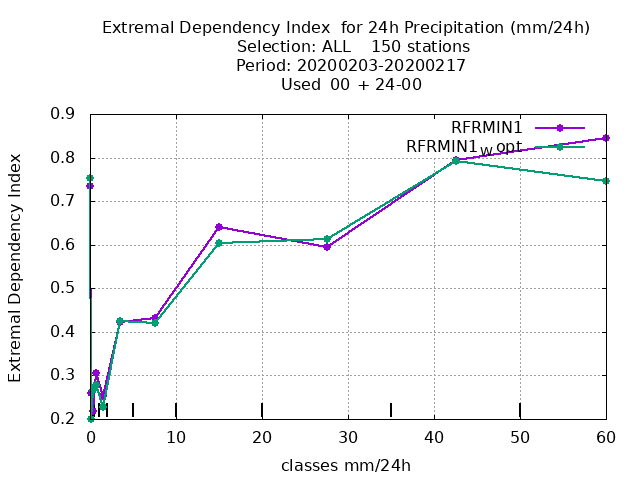 Extremal Dependency Index  for 24h Precipitation (mm/24h)
Selection: ALL    150 stations
Period: 20200203-20200217
Used  00 + 24-00
RFRMIN1
RFRMIN1_W opt
Extremal Dependency Index
0.9
0.8
0.7
0.6
0.5
0.4
0.3
0.2
0 10 20 30 40 50 60
classes mm/24h